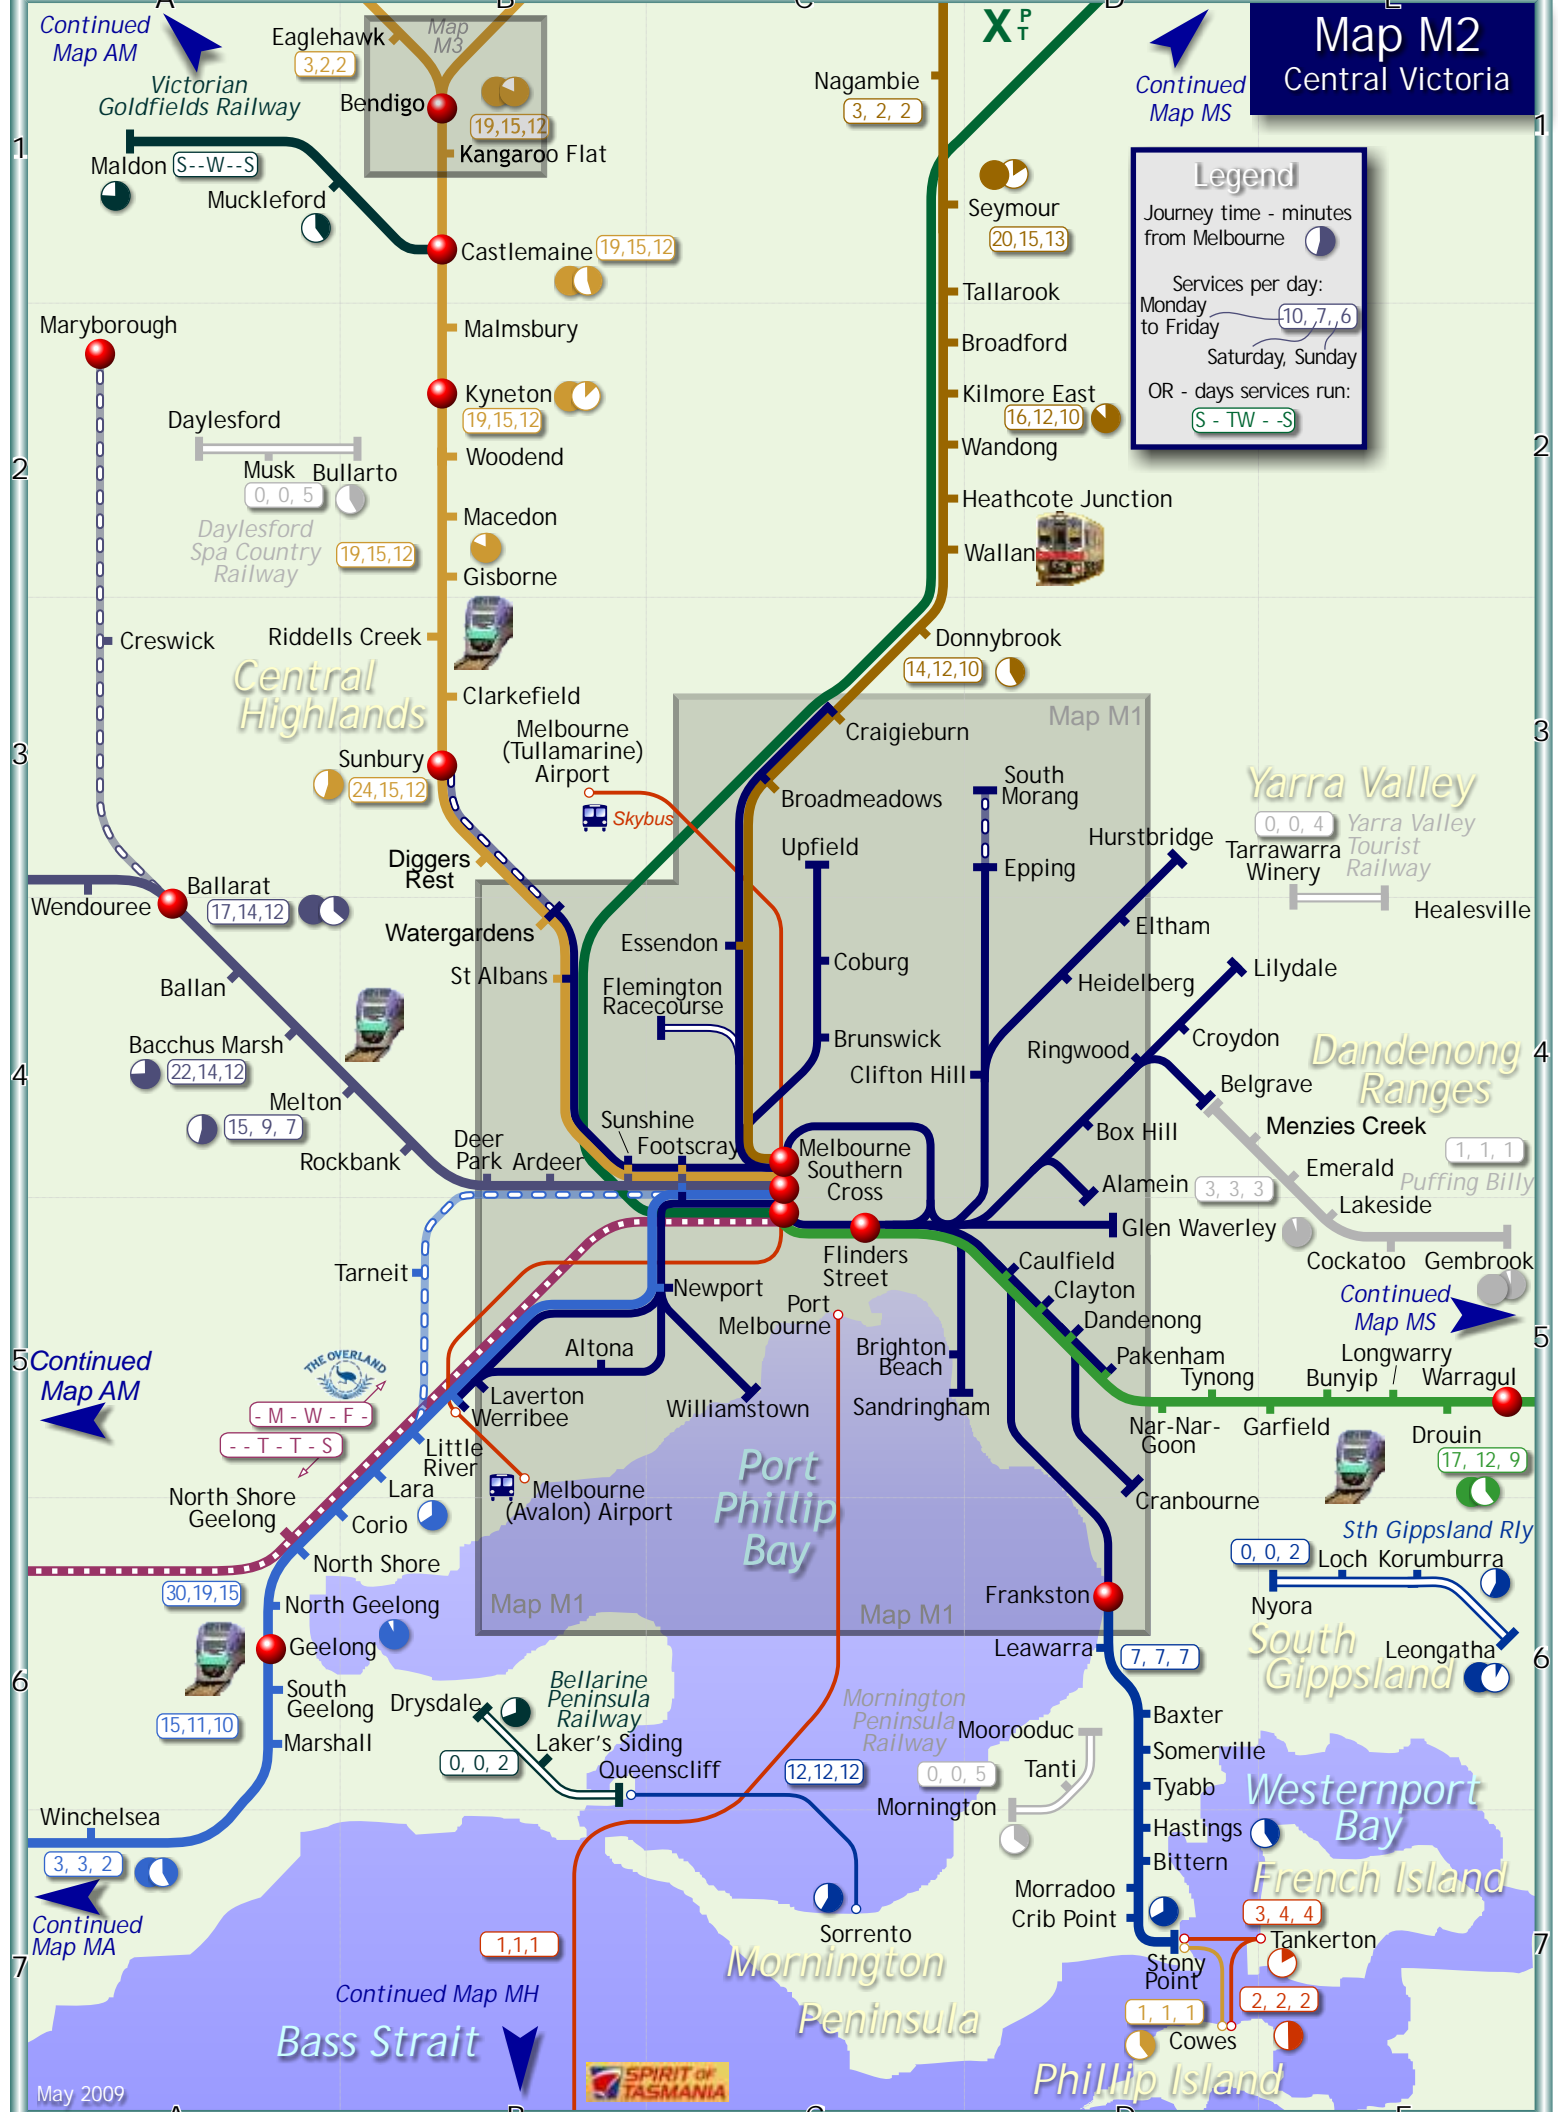 A
B
C
D
E
Map M2
Central Victoria
Continued
Map AM
Eaglehawk
3,2,2
Map
M3
X P T
Continued
Map MS
Nagambie
3, 2, 2
Victorian
Goldfields Railway
Bendigo
19,15,12
Kangaroo Flat
1
1
Maldon
S--W--S
Muckleford
Castlemaine
19,15,12
Seymour
20,15,13
Legend
Journey time - minutes
from Melbourne
Services per day:
Monday
to Friday
10, 7, 6
Saturday, Sunday
OR - days services run:
S - TW - -S
Tallarook
Broadford
Kilmore East
16,12,10
Wandong
Heathcote Junction
Wallan
Donnybrook
14,12,10
Maryborough
Malmsbury
Kyneton
19,15,12
Woodend
Macedon
19,15,12
Gisborne
Riddells Creek
Clarkefield
Sunbury
24,15,12
Daylesford
Musk
Bullarto
0, 0, 5
Daylesford
Spa Country
Railway
2
2
Creswick
Central
Highlands
Melbourne
(Tullamarine)
Airport
Skybus
Map M1
Craigieburn
Broadmeadows
South
Morang
Upfield
Epping
Hurstbridge
3
3
Yarra Valley
0, 0, 4
Yarra Valley
Tourist
Railway
Tarrawarra
Winery
Healesville
Diggers
Rest
Wendouree
Ballarat
17,14,12
Watergardens
St Albans
Essendon
Flemington
Racecourse
Coburg
Brunswick
Clifton Hill
Eltham
Heidelberg
Lilydale
Croydon
Ringwood
Belgrave
Dandenong
Ranges
Ballan
Bacchus Marsh
22,14,12
Melton
15, 9, 7
Rockbank
4
4
Deer
Park
Ardeer
Sunshine
Footscray
Melbourne
Southern
Cross
Box Hill
Alamein
Glen Waverley
Menzies Creek
1, 1, 1
Puffing Billy
3, 3, 3
Emerald
Lakeside
Cockatoo
Gembrook
Continued
Map MS
Tarneit
Newport
Flinders
Street
Port
Melbourne
Caulfield
Clayton
Dandenong
Pakenham
Altona
Laverton
Werribee
Williamstown
Brighton
Beach
Sandringham
5
5
Continued
Map AM
THE OVERLAND
- M - W - F -
- - T - T - S
Little
River
Lara
Melbourne
(Avalon) Airport
North Shore
Geelong
Corio
North Shore
Port
Phillip
Bay
Tynong
Bunyip
Longwarry
Warragul
Nar-Nar-
Goon
Garfield
Drouin
17, 12, 9
Cranbourne
Sth Gippsland Rly
0, 0, 2
Loch
Korumburra
Nyora
Leongatha
South
Gippsland
30,19,15
North Geelong
Geelong
South
Geelong
15,11,10
Marshall
Map M1
Map M1
Frankston
Leawarra
7, 7, 7
6
6
Bellarine
Peninsula
Railway
Drysdale
Laker's Siding
Queenscliff
0, 0, 2
12,12,12
Mornington
Peninsula
Railway
Moorooduc
Tanti
0, 0, 5
Mornington
Baxter
Somerville
Tyabb
Hastings
Bittern
Morradoo
Crib Point
Westernport
Bay
French Island
Winchelsea
3, 3, 2
Continued
Map MA
1,1,1
Sorrento
Mornington
Peninsula
3, 4, 4
Tankerton
Stony
Point
2, 2, 2
1, 1, 1
Cowes
Phillip Island
7
7
Continued Map MH
Bass Strait
SPIRIT OF
TASMANIA
May 2009
A
B
C
D
E